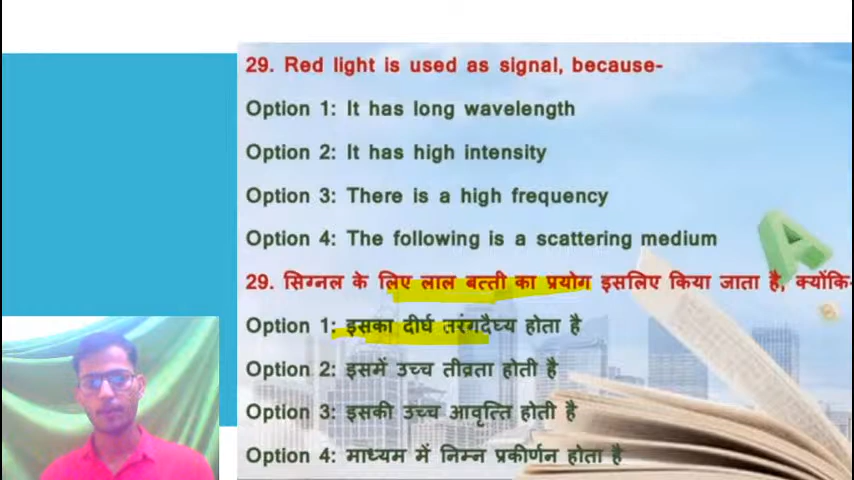 29. Red light is used as signal, because-
Option 1: It has long wavelength
Option 2: It has high intensity
Option 3: There is a high frequency
Option 4: The following is a scattering medium
29. सिग्नल के लिए लाल बत्ती का प्रयोग इसलिए किया जाता है, क्योंकि-
Option 1: इसका दीर्घ तरंगदैघ्य होता है
Option 2: इसमें उच्च तीव्रता होती है
Option 3: इसकी उच्च आवृत्ति होती है
Option 4: माध्यम में निम्न प्रकीर्णन होता है
A